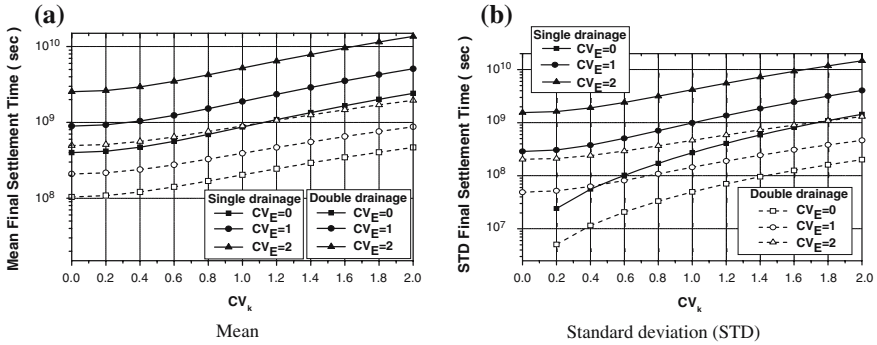 (a)
Mean Final Settlement Time ( sec)
10^10
10^9
10^8
0.0 0.2 0.4 0.6 0.8 1.0 1.2 1.4 1.6 1.8 2.0
CV_k
Single drainage
CV_E=0
CV_E=1
CV_E=2
Double drainage
CV_E=0
CV_E=1
CV_E=2
Mean
(b)
STD Final Settlement Time ( sec)
10^10
10^9
10^8
10^7
0.0 0.2 0.4 0.6 0.8 1.0 1.2 1.4 1.6 1.8 2.0
CV_k
Single drainage
CV_E=0
CV_E=1
CV_E=2
Double drainage
CV_E=0
CV_E=1
CV_E=2
Standard deviation (STD)